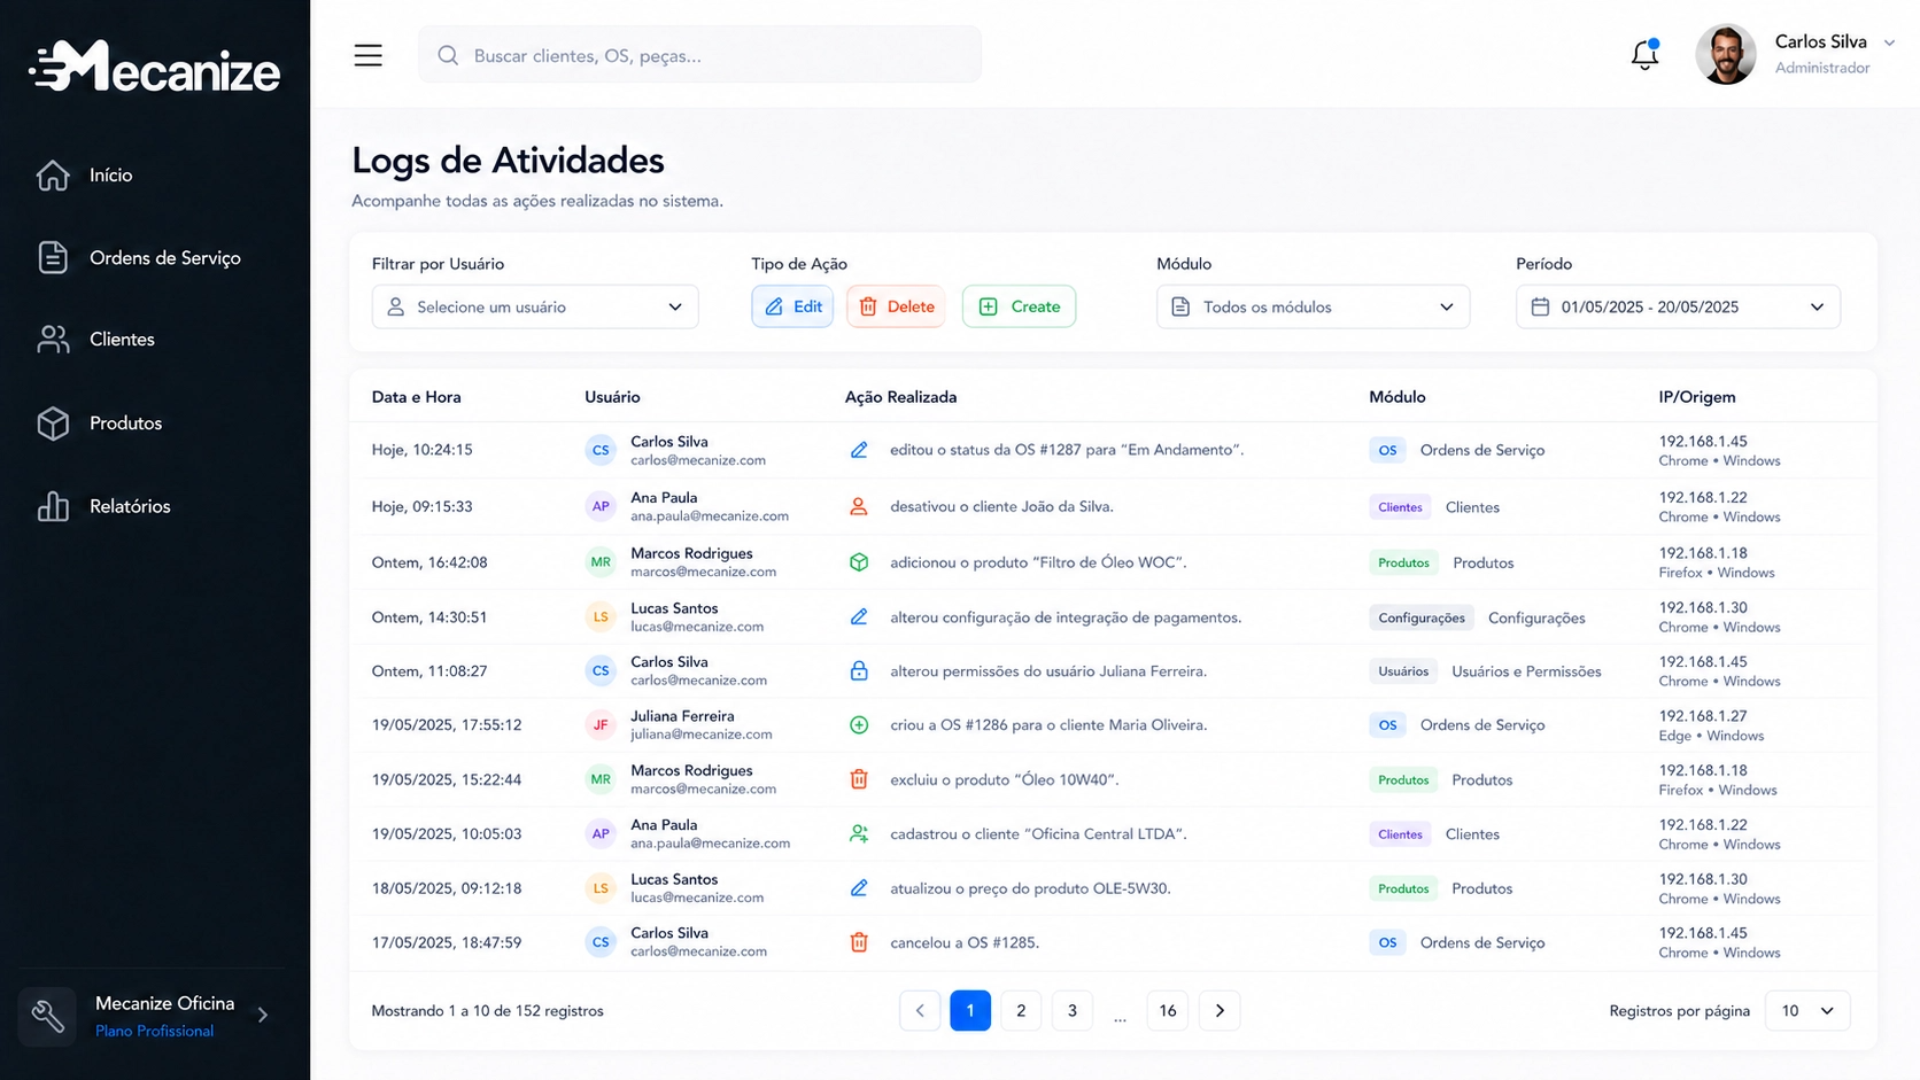 Mecanize
Buscar clientes, OS, peças...
Carlos Silva
Administrador
Início
Ordens de Serviço
Clientes
Produtos
Relatórios
Mecanize Oficina
Plano Profissional
Logs de Atividades
Acompanhe todas as ações realizadas no sistema.
Filtrar por Usuário
Selecione um usuário
Tipo de Ação
Edit
Delete
Create
Módulo
Todos os módulos
Período
01/05/2025 - 20/05/2025
Data e Hora Usuário Ação Realizada Módulo IP/Origem
Hoje, 10:24:15
CS
Carlos Silva
carlos@mecanize.com
editou o status da OS #1287 para “Em Andamento”.
OS Ordens de Serviço
192.168.1.45
Chrome • Windows
Hoje, 09:15:33
AP
Ana Paula
ana.paula@mecanize.com
desativou o cliente João da Silva.
Clientes Clientes
192.168.1.22
Chrome • Windows
Ontem, 16:42:08
MR
Marcos Rodrigues
marcos@mecanize.com
adicionou o produto “Filtro de Óleo WOC”.
Produtos Produtos
192.168.1.18
Firefox • Windows
Ontem, 14:30:51
LS
Lucas Santos
lucas@mecanize.com
alterou configuração de integração de pagamentos.
Configurações Configurações
192.168.1.30
Chrome • Windows
Ontem, 11:08:27
CS
Carlos Silva
carlos@mecanize.com
alterou permissões do usuário Juliana Ferreira.
Usuários Usuários e Permissões
192.168.1.45
Chrome • Windows
19/05/2025, 17:55:12
JF
Juliana Ferreira
juliana@mecanize.com
criou a OS #1286 para o cliente Maria Oliveira.
OS Ordens de Serviço
192.168.1.27
Edge • Windows
19/05/2025, 15:22:44
MR
Marcos Rodrigues
marcos@mecanize.com
excluiu o produto “Óleo 10W40”.
Produtos Produtos
192.168.1.18
Firefox • Windows
19/05/2025, 10:05:03
AP
Ana Paula
ana.paula@mecanize.com
cadastrou o cliente “Oficina Central LTDA”.
Clientes Clientes
192.168.1.22
Chrome • Windows
18/05/2025, 09:12:18
LS
Lucas Santos
lucas@mecanize.com
atualizou o preço do produto OLE-5W30.
Produtos Produtos
192.168.1.30
Chrome • Windows
17/05/2025, 18:47:59
CS
Carlos Silva
carlos@mecanize.com
cancelou a OS #1285.
OS Ordens de Serviço
192.168.1.45
Chrome • Windows
Mostrando 1 a 10 de 152 registros
1 2 3 ... 16
Registros por página 10